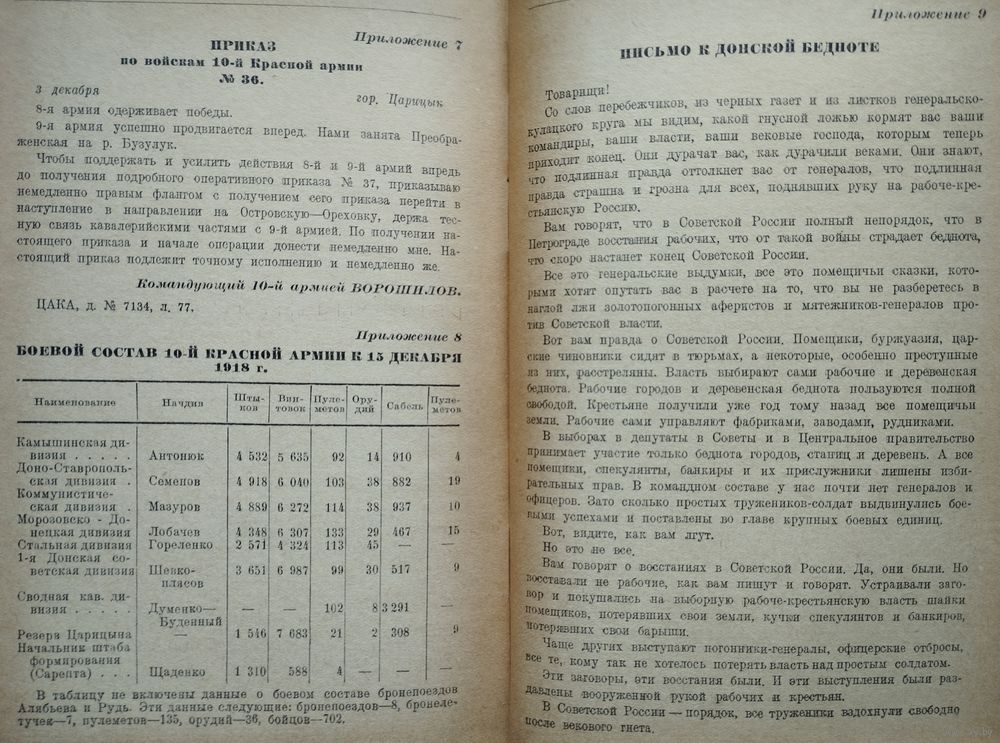 Приложение 7
ПРИКАЗ
по войскам 10-й Красной армии
№ 36.
3 декабря
гор. Царицын
8-я армия одерживает победы.
9-я армия успешно продвигается вперед. Нами занята Преобра-
женская на р. Бузулук.
Чтобы поддержать и усилить действия 8-й и 9-й армий впредь
до получения подробного оперативного приказа № 37, приказываю
немедленно правым флангом с получением сего приказа перейти в
наступление в направлении на Островскую—Ореховку, держа тес-
ную связь кавалерийскими частями с 9-й армией. По получении на-
стоящего приказа и начале операции донести немедленно мне. На-
стоящий приказ подлежит точному исполнению и немедленно же.
Командующий 10-й армией ВОРОШИЛОВ.
ЦАКА, д. № 7134, л. 77.
Приложение 8
БОЕВОЙ СОСТАВ 10-Й КРАСНОЙ АРМИИ К 15 ДЕКАБРЯ
1918 г.
Наименование Начдив Шты- Вин- Пуле- Ору- Сабель Пуле-
ков товок метов дий метов
Камышинская ди-
визия . . . . . Антонюк 4 532 5 635 92 14 910 4
Доно-Ставрополь-
ская дивизия . Семенов 4 918 6 040 103 38 882 19
Коммунистиче-
ская дивизия . Мазуров 4 889 6 272 114 38 937 10
Морозовско - До-
нецкая дивизия Лобачев 4 348 6 307 133 29 467 15
Стальная дивизия Гореленко 2 571 4 324 113 45 — —
1-я Донская со-
ветская дивизия Шевко- 3 651 6 987 99 30 517 9
плясов
Сводная кав. ди-
визия . . . . . Думенко— — — 102 8 3 291 —
Буденный
Резерв Царицына — 1 546 7 683 21 2 308 9
Начальник штаба
формирования
(Сарепта) . . . Щаденко 1 310 588 4 — — —
В таблицу не включены данные о боевом составе бронепоездов
Алябьева и Рудь. Эти данные следующие: бронепоездов—8, бронеле-
тучек—7, пулеметов—135, орудий—36, бойцов—702.
Приложение 9
ПИСЬМО К ДОНСКОЙ БЕДНОТЕ
Товарищи!
Со слов перебежчиков, из черных газет и из листков генеральско-
кулацкого круга мы видим, какой гнусной ложью кормят вас ваши
командиры, ваши власти, ваши вековые господа, которым теперь
приходит конец. Они дурачат вас, как дурачили веками. Они знают,
что подлинная правда оттолкнет вас от генералов, что подлинная
правда страшна и грозна для всех, поднявших руку на рабоче-кре-
стьянскую Россию.
Вам говорят, что в Советской России полный непорядок, что в
Петрограде восстания рабочих, что от такой войны страдает беднота,
что скоро настанет конец Советской России.
Все это генеральские выдумки, все это помещичьи сказки, кото-
рыми хотят опутать вас в расчете на то, что вы не разберетесь в
наглой лжи золотопогонных аферистов и мятежников-генералов про-
тив Советской власти.
Вот вам правда о Советской России. Помещики, буржуазия, цар-
ские чиновники сидят в тюрьмах, а некоторые, особенно преступные
из них, расстреляны. Власть выбирают сами рабочие и деревенская
беднота. Рабочие городов и деревенская беднота пользуются полной
свободой. Крестьяне получили уже год тому назад все помещичьи
земли. Рабочие сами управляют фабриками, заводами, рудниками.
В выборах в депутаты в Советы и в Центральное правительство
принимает участие только беднота городов, станиц и деревень. А все
помещики, спекулянты, банкиры и их прислужники лишены изби-
рательных прав. В командном составе у нас почти нет генералов и
офицеров. Зато сколько простых тружеников-солдат выдвинулись бое-
выми успехами и поставлены во главе крупных боевых единиц.
Вот, видите, как вам лгут.
Но это не все.
Вам говорят о восстаниях в Советской России. Да, они были. Но
восставали не рабочие, как вам пишут и говорят. Устраивали заго-
вор и покушались на выборную рабоче-крестьянскую власть шайки
помещиков, потерявших свои земли, кучки спекулянтов и банкиров,
потерявших свои барыши.
Чаще других выступают погонники-генералы, офицерские отбросы,
все те, кому так не хотелось потерять власть над простым солдатом.
Эти заговоры, эти восстания были. И эти выступления были раз-
давлены вооруженной рукой рабочих и крестьян.
В Советской России — порядок, все труженики вздохнули свободно
после векового гнета.